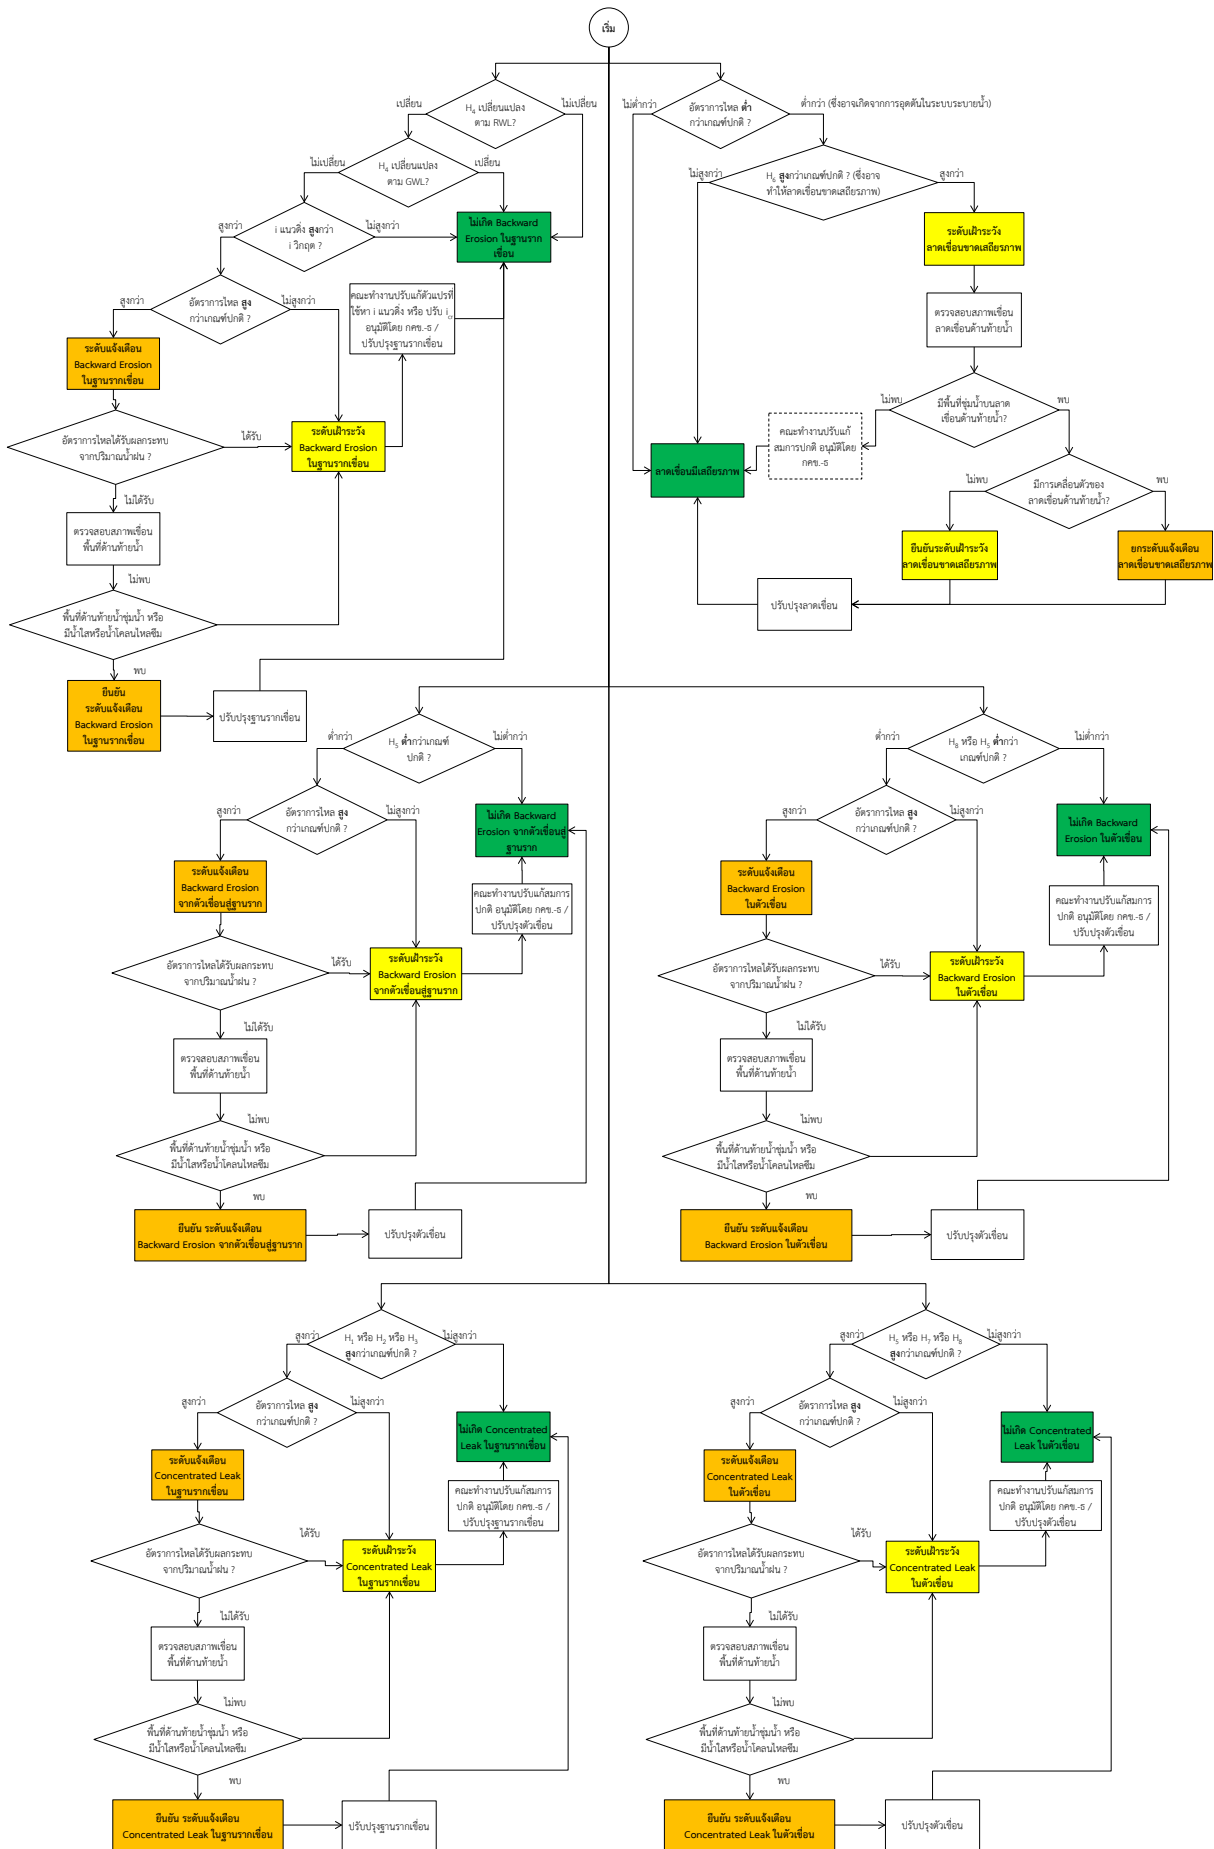 เริ่ม
เปลี่ยน
H4 เปลี่ยนแปลง
ตาม RWL?
ไม่เปลี่ยน
ไม่เปลี่ยน
H4 เปลี่ยนแปลง
ตาม GWL?
เปลี่ยน
สูงกว่า
i แนวดิ่ง สูงกว่า
i วิกฤต ?
ไม่สูงกว่า
ไม่เกิด Backward
Erosion ในฐานราก
เขื่อน
สูงกว่า
อัตราการไหล สูง
กว่าเกณฑ์ปกติ ?
ไม่สูงกว่า
คณะทำงานปรับแก้ตัวแปรที่
ใช้หา i แนวดิ่ง หรือ ปรับ icr
อนุมัติโดย กคข.-ธ /
ปรับปรุงฐานรากเขื่อน
ระดับแจ้งเตือน
Backward Erosion
ในฐานรากเขื่อน
อัตราการไหลได้รับผลกระทบ
จากปริมาณน้ำฝน ?
ได้รับ
ระดับเฝ้าระวัง
Backward Erosion
ในฐานรากเขื่อน
ไม่ได้รับ
ตรวจสอบสภาพเขื่อน
พื้นที่ด้านท้ายน้ำ
ไม่พบ
พื้นที่ด้านท้ายน้ำชุ่มน้ำ หรือ
มีน้ำใสหรือน้ำโคลนไหลซึม
พบ
ยืนยัน
ระดับแจ้งเตือน
Backward Erosion
ในฐานรากเขื่อน
ปรับปรุงฐานรากเขื่อน
ไม่ต่ำกว่า
อัตราการไหล ต่ำ
กว่าเกณฑ์ปกติ ?
ต่ำกว่า (ซึ่งอาจเกิดจากการอุดตันในระบบระบายน้ำ)
ไม่สูงกว่า
H6 สูงกว่าเกณฑ์ปกติ ? (ซึ่งอาจ
ทำให้ลาดเขื่อนขาดเสถียรภาพ)
สูงกว่า
ระดับเฝ้าระวัง
ลาดเขื่อนขาดเสถียรภาพ
ตรวจสอบสภาพเขื่อน
ลาดเขื่อนด้านท้ายน้ำ
ไม่พบ
มีพื้นที่ชุ่มน้ำบนลาด
เขื่อนด้านท้ายน้ำ?
พบ
คณะทำงานปรับแก้
สมการปกติ อนุมัติโดย
กคข.-ธ
ลาดเขื่อนมีเสถียรภาพ
ไม่พบ
มีการเคลื่อนตัวของ
ลาดเขื่อนด้านท้ายน้ำ?
พบ
ยืนยันระดับเฝ้าระวัง
ลาดเขื่อนขาดเสถียรภาพ
ยกระดับแจ้งเตือน
ลาดเขื่อนขาดเสถียรภาพ
ปรับปรุงลาดเขื่อน
ต่ำกว่า
H5 ต่ำกว่าเกณฑ์
ปกติ ?
ไม่ต่ำกว่า
สูงกว่า
อัตราการไหล สูง
กว่าเกณฑ์ปกติ ?
ไม่สูงกว่า
ไม่เกิด Backward
Erosion จากตัวเขื่อนสู่
ฐานราก
ระดับแจ้งเตือน
Backward Erosion
จากตัวเขื่อนสู่ฐานราก
คณะทำงานปรับแก้สมการ
ปกติ อนุมัติโดย กคข.-ธ /
ปรับปรุงตัวเขื่อน
อัตราการไหลได้รับผลกระทบ
จากปริมาณน้ำฝน ?
ได้รับ
ระดับเฝ้าระวัง
Backward Erosion
จากตัวเขื่อนสู่ฐานราก
ไม่ได้รับ
ตรวจสอบสภาพเขื่อน
พื้นที่ด้านท้ายน้ำ
ไม่พบ
พื้นที่ด้านท้ายน้ำชุ่มน้ำ หรือ
มีน้ำใสหรือน้ำโคลนไหลซึม
พบ
ยืนยัน ระดับแจ้งเตือน
Backward Erosion จากตัวเขื่อนสู่ฐานราก
ปรับปรุงตัวเขื่อน
ต่ำกว่า
H8 หรือ H5 ต่ำกว่า
เกณฑ์ปกติ ?
ไม่ต่ำกว่า
สูงกว่า
อัตราการไหล สูง
กว่าเกณฑ์ปกติ ?
ไม่สูงกว่า
ไม่เกิด Backward
Erosion ในตัวเขื่อน
ระดับแจ้งเตือน
Backward Erosion
ในตัวเขื่อน
คณะทำงานปรับแก้สมการ
ปกติ อนุมัติโดย กคข.-ธ /
ปรับปรุงตัวเขื่อน
อัตราการไหลได้รับผลกระทบ
จากปริมาณน้ำฝน ?
ได้รับ
ระดับเฝ้าระวัง
Backward Erosion
ในตัวเขื่อน
ไม่ได้รับ
ตรวจสอบสภาพเขื่อน
พื้นที่ด้านท้ายน้ำ
ไม่พบ
พื้นที่ด้านท้ายน้ำชุ่มน้ำ หรือ
มีน้ำใสหรือน้ำโคลนไหลซึม
พบ
ยืนยัน ระดับแจ้งเตือน
Backward Erosion ในตัวเขื่อน
ปรับปรุงตัวเขื่อน
สูงกว่า
H1 หรือ H2 หรือ H3
สูงกว่าเกณฑ์ปกติ ?
ไม่สูงกว่า
สูงกว่า
อัตราการไหล สูง
กว่าเกณฑ์ปกติ ?
ไม่สูงกว่า
ไม่เกิด Concentrated
Leak ในฐานรากเขื่อน
ระดับแจ้งเตือน
Concentrated Leak
ในฐานรากเขื่อน
คณะทำงานปรับแก้สมการ
ปกติ อนุมัติโดย กคข.-ธ /
ปรับปรุงฐานรากเขื่อน
อัตราการไหลได้รับผลกระทบ
จากปริมาณน้ำฝน ?
ได้รับ
ระดับเฝ้าระวัง
Concentrated Leak
ในฐานรากเขื่อน
ไม่ได้รับ
ตรวจสอบสภาพเขื่อน
พื้นที่ด้านท้ายน้ำ
ไม่พบ
พื้นที่ด้านท้ายน้ำชุ่มน้ำ หรือ
มีน้ำใสหรือน้ำโคลนไหลซึม
พบ
ยืนยัน ระดับแจ้งเตือน
Concentrated Leak ในฐานรากเขื่อน
ปรับปรุงฐานรากเขื่อน
สูงกว่า
H5 หรือ H7 หรือ H8
สูงกว่าเกณฑ์ปกติ ?
ไม่สูงกว่า
สูงกว่า
อัตราการไหล สูง
กว่าเกณฑ์ปกติ ?
ไม่สูงกว่า
ไม่เกิด Concentrated
Leak ในตัวเขื่อน
ระดับแจ้งเตือน
Concentrated Leak
ในตัวเขื่อน
คณะทำงานปรับแก้สมการ
ปกติ อนุมัติโดย กคข.-ธ /
ปรับปรุงตัวเขื่อน
อัตราการไหลได้รับผลกระทบ
จากปริมาณน้ำฝน ?
ได้รับ
ระดับเฝ้าระวัง
Concentrated Leak
ในตัวเขื่อน
ไม่ได้รับ
ตรวจสอบสภาพเขื่อน
พื้นที่ด้านท้ายน้ำ
ไม่พบ
พื้นที่ด้านท้ายน้ำชุ่มน้ำ หรือ
มีน้ำใสหรือน้ำโคลนไหลซึม
พบ
ยืนยัน ระดับแจ้งเตือน
Concentrated Leak ในตัวเขื่อน
ปรับปรุงตัวเขื่อน